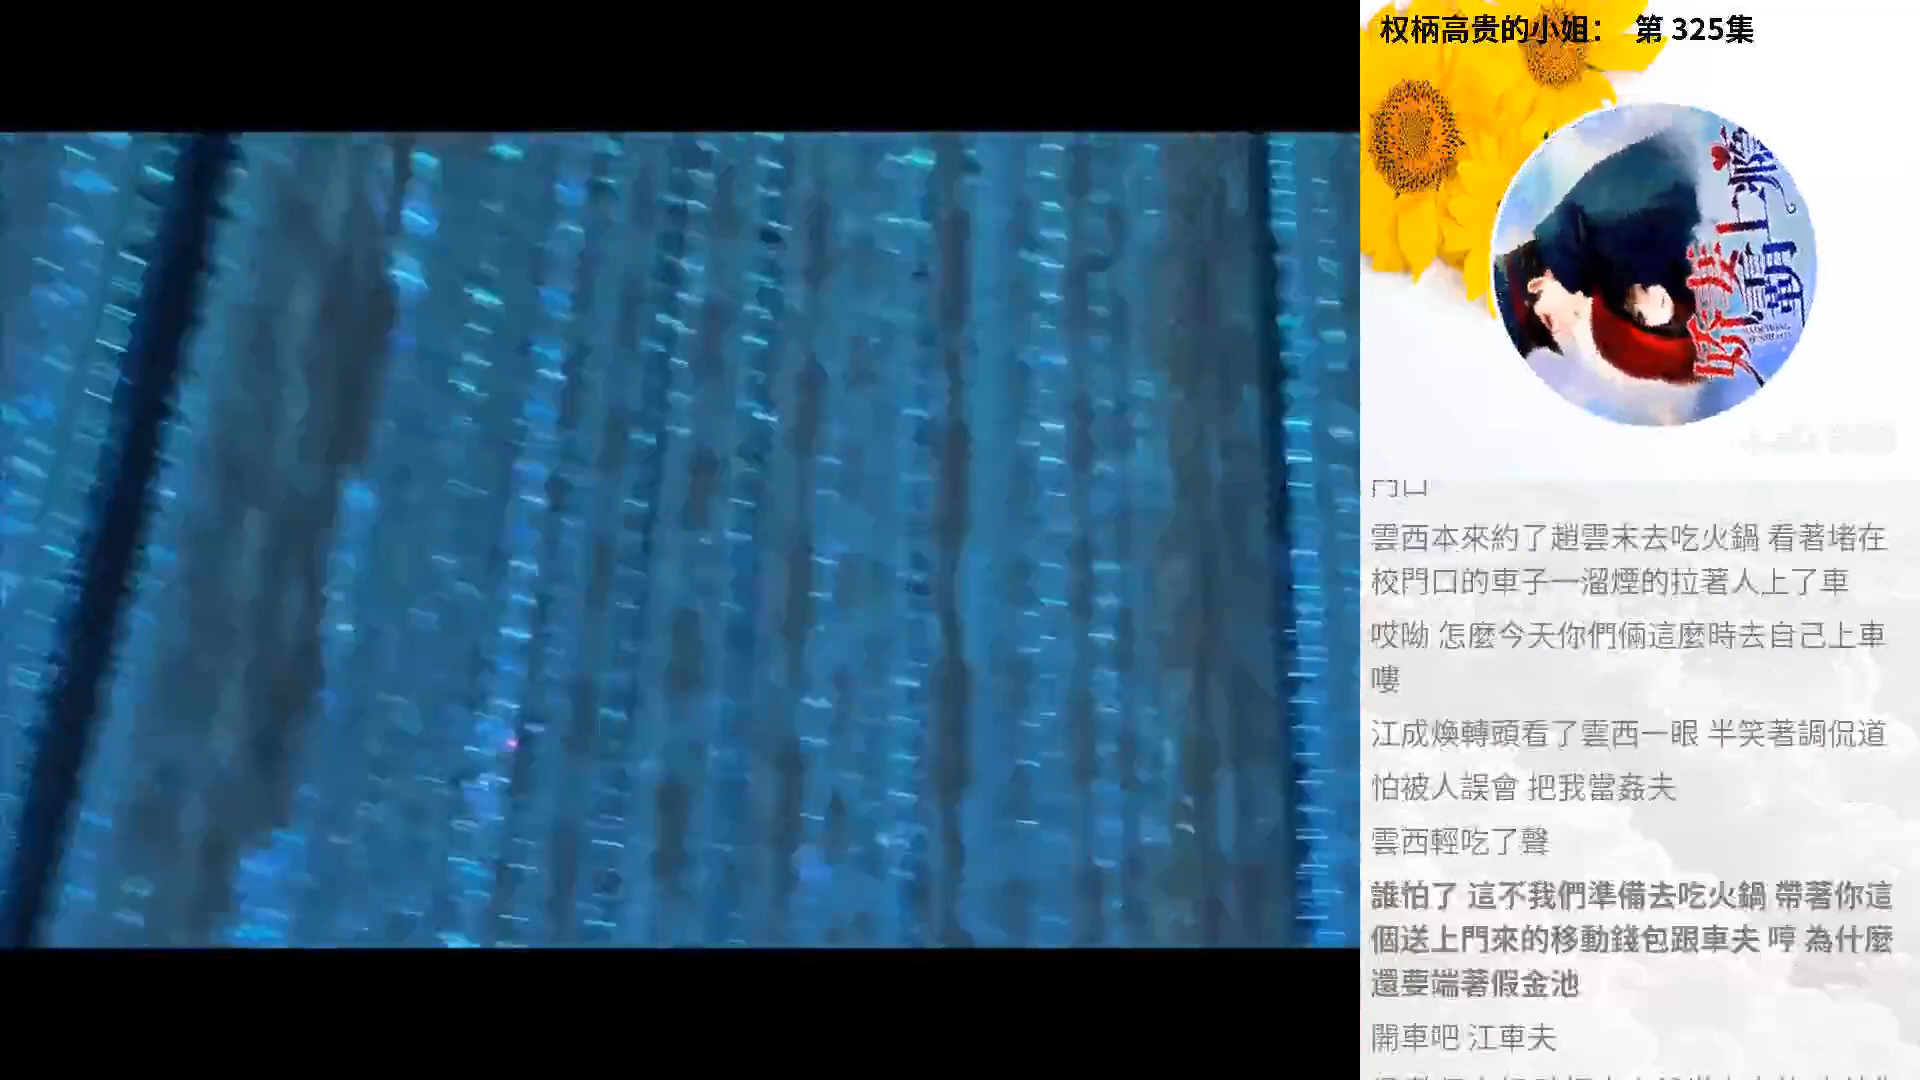 权柄高贵的小姐： 第 325集
門口
雲西本來約了趙雲末去吃火鍋 看著堵在
校門口的車子一溜煙的拉著人上了車
哎呦 怎麼今天你們倆這麼時去自己上車
嘍
江成煥轉頭看了雲西一眼 半笑著調侃道
怕被人誤會 把我當姦夫
雲西輕吃了聲
誰怕了 這不我們準備去吃火鍋 帶著你這
個送上門來的移動錢包跟車夫 哼 為什麼
還要端著假金池
開車吧 江車夫